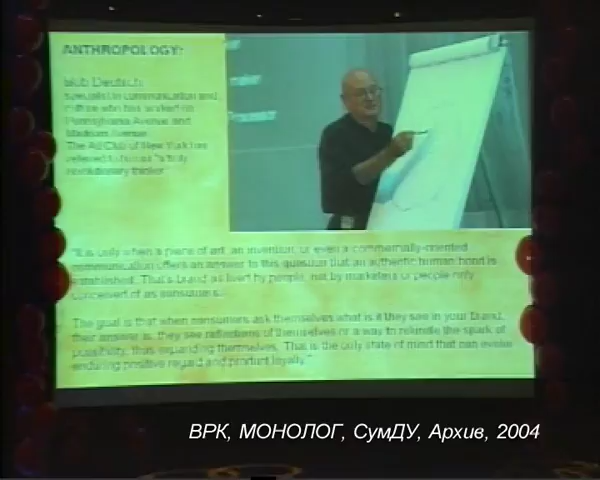 ANTHROPOLOGY:
Deutsch
specialist in communication and
who has worked on
Pennsylvania Avenue and
Madison Avenue
The Ad Club of New York has
referred to him as "a truly
revolutionary thinker"
"It is only when a piece of art, an invention, or even a commercially-oriented
communication offers an answer to this question that an authentic human bond is
established. That's brand as lived by people, not by marketers or people only
conceived of as consumers.
The goal is that when consumers ask themselves what is it they see in your brand,
their answer is: they see reflections of themselves or a way to rekindle the spark of
possibility, thus expanding themselves. That is the only state of mind that can evoke
enduring positive regard and product loyalty."
ВРК, МОНОЛОГ, СумДУ, Архив, 2004